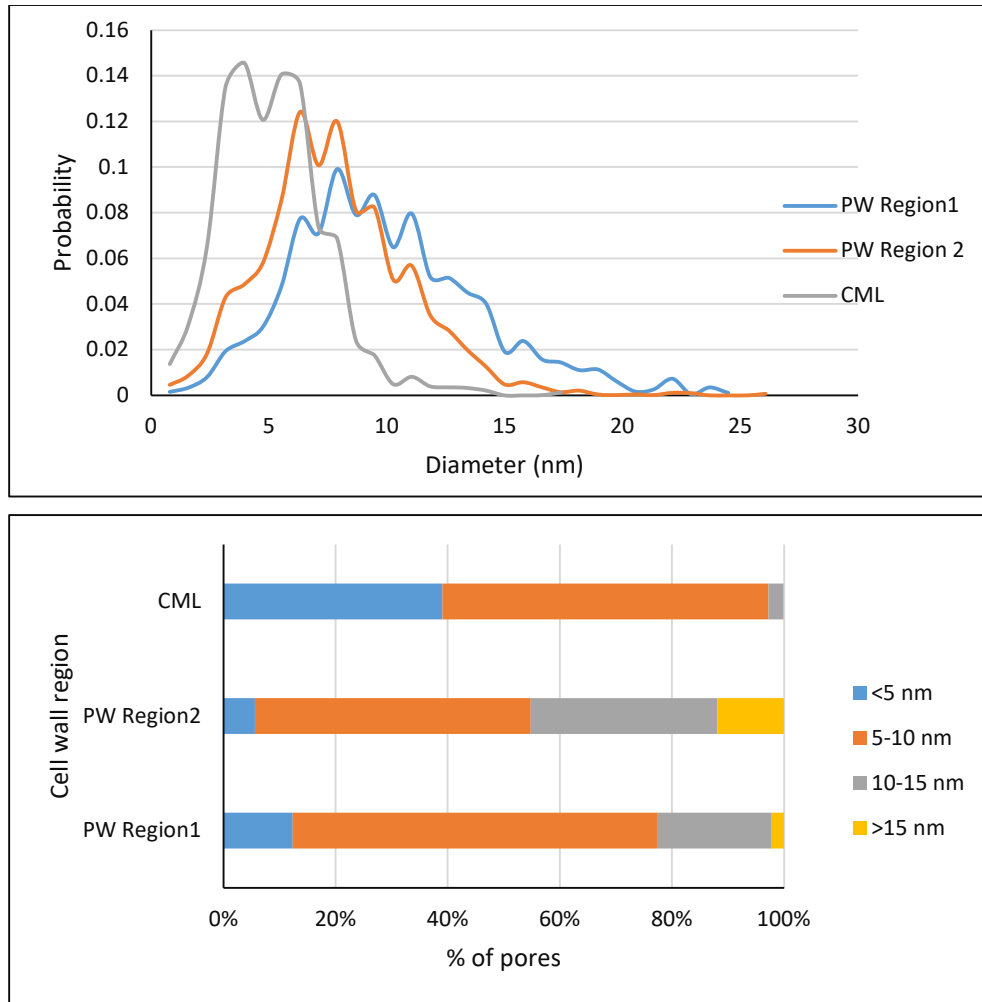 0.16
0.14
0.12
0.1
0.08
0.06
0.04
0.02
0
Probability
0 5 10 15 20 25 30
Diameter (nm)
PW Region1
PW Region 2
CML
Cell wall region
CML
PW Region2
PW Region1
0% 20% 40% 60% 80% 100%
% of pores
<5 nm
5-10 nm
10-15 nm
>15 nm